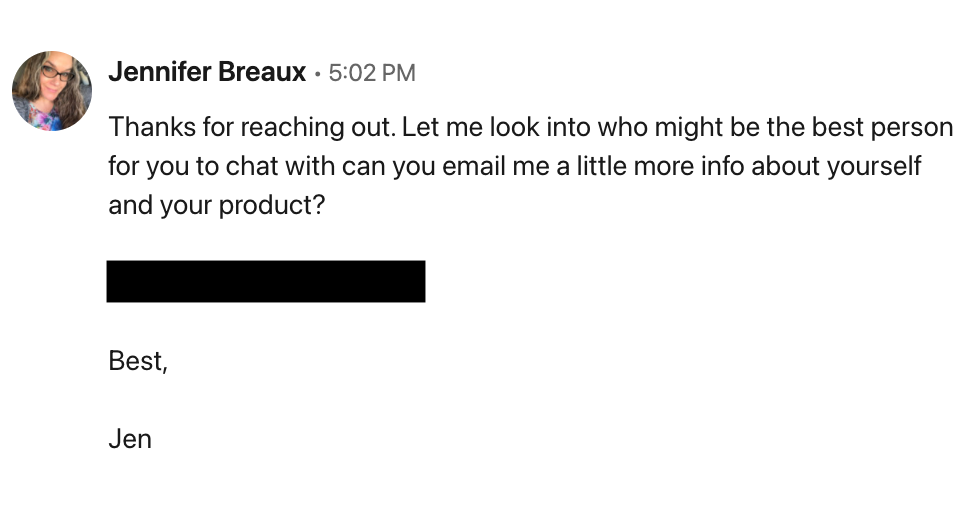 Jennifer Breaux • 5:02 PM
Thanks for reaching out. Let me look into who might be the best person
for you to chat with can you email me a little more info about yourself
and your product?
Best,
Jen